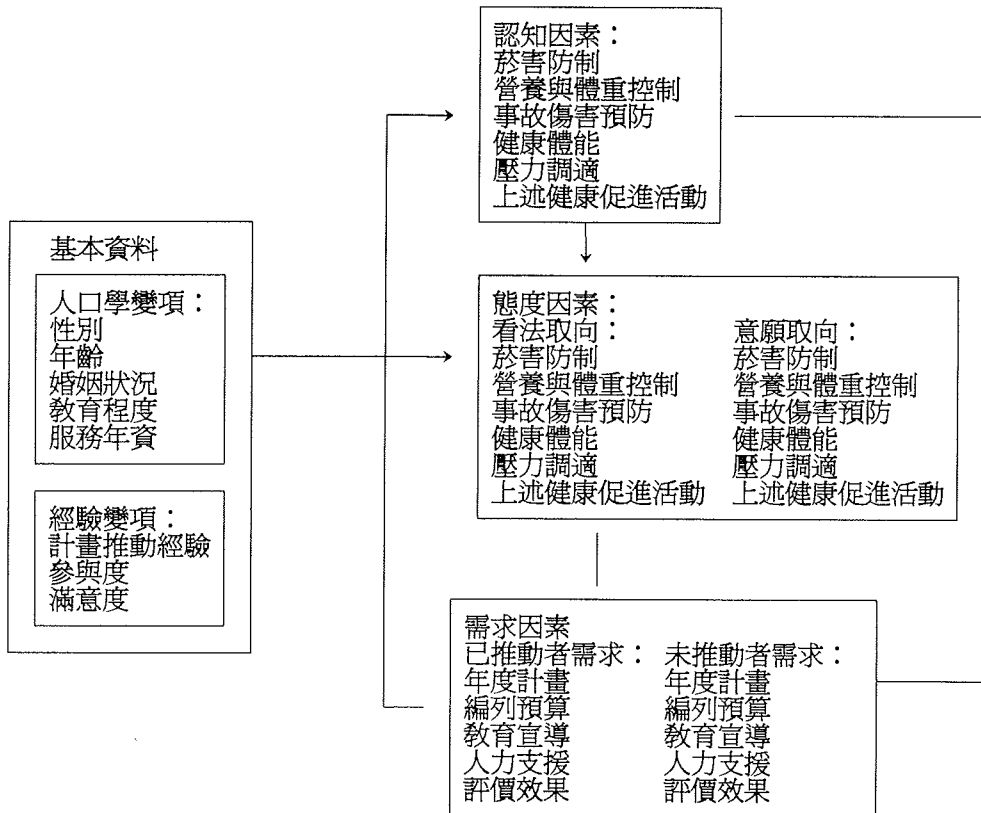 認知因素：
菸害防制
營養與體重控制
事故傷害預防
健康體能
壓力調適
上述健康促進活動
基本資料
人口學變項：
性別
年齡
婚姻狀況
教育程度
服務年資
經驗變項：
計畫推動經驗
參與度
滿意度
態度因素：
看法取向： 意願取向：
菸害防制 菸害防制
營養與體重控制 營養與體重控制
事故傷害預防 事故傷害預防
健康體能 健康體能
壓力調適 壓力調適
上述健康促進活動 上述健康促進活動
需求因素
已推動者需求： 未推動者需求：
年度計畫 年度計畫
編列預算 編列預算
教育宣導 教育宣導
人力支援 人力支援
評價效果 評價效果